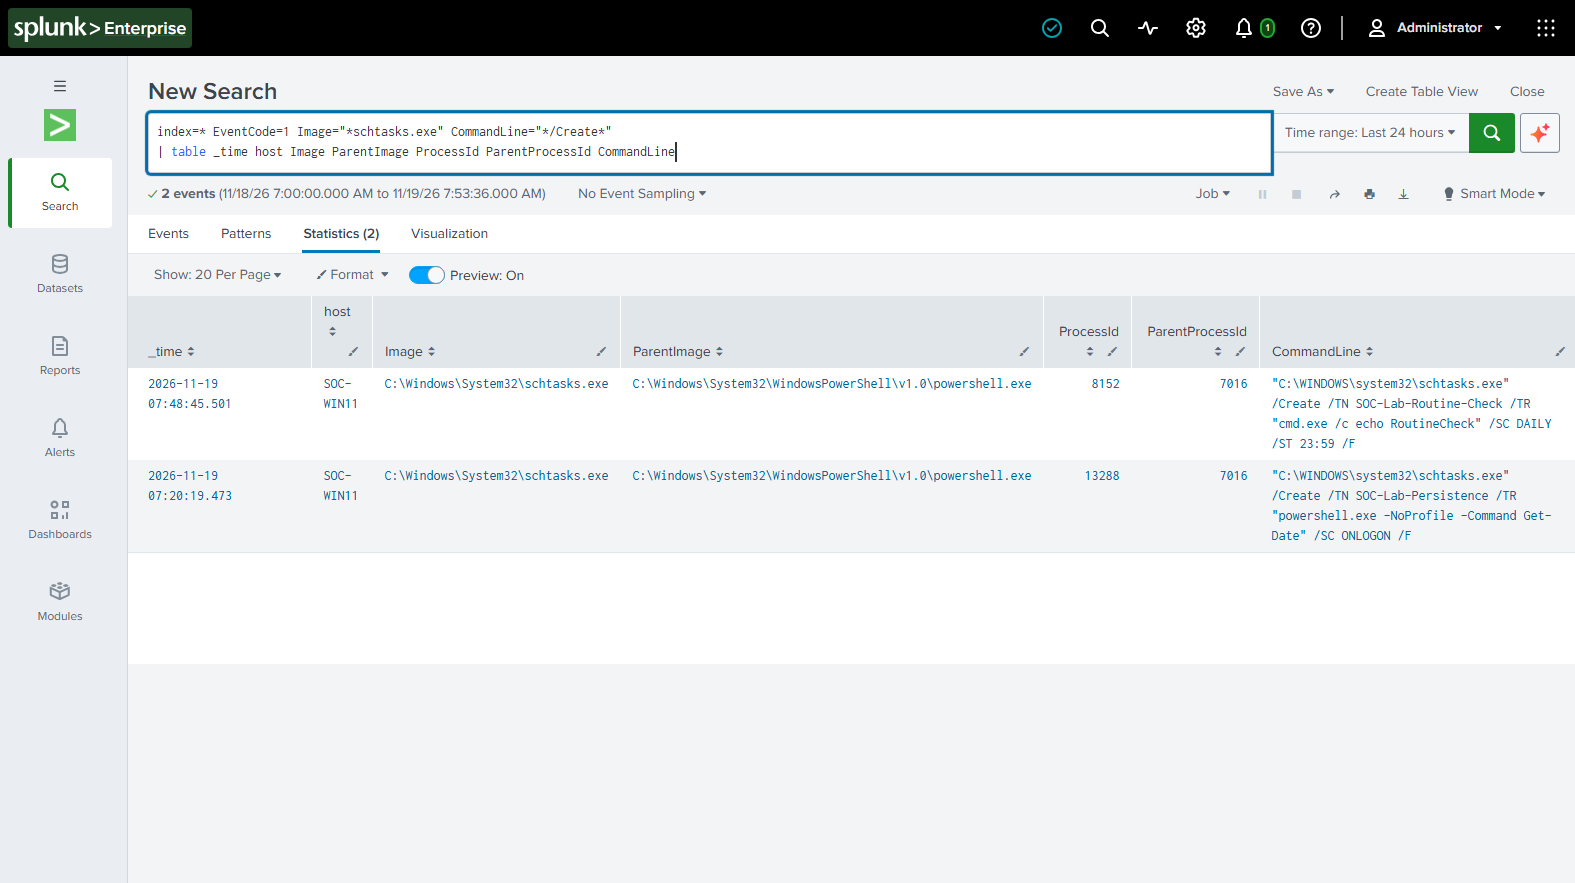 splunk>Enterprise
1
Administrator
New Search
Save As
Create Table View
Close
index=* EventCode=1 Image="*schtasks.exe" CommandLine="*/Create*"
| table _time host Image ParentImage ProcessId ParentProcessId CommandLine
Time range: Last 24 hours
2 events (11/18/26 7:00:00.000 AM to 11/19/26 7:53:36.000 AM)
No Event Sampling
Job
Smart Mode
Search
Datasets
Reports
Alerts
Dashboards
Modules
Events
Patterns
Statistics (2)
Visualization
Show: 20 Per Page
Format
Preview: On
_time
host
Image
ParentImage
ProcessId
ParentProcessId
CommandLine
2026-11-19
07:48:45.501
SOC-
WIN11
C:\Windows\System32\schtasks.exe
C:\Windows\System32\WindowsPowerShell\v1.0\powershell.exe
8152
7016
"C:\WINDOWS\system32\schtasks.exe"
/Create /TN SOC-Lab-Routine-Check /TR
"cmd.exe /c echo RoutineCheck" /SC DAILY
/ST 23:59 /F
2026-11-19
07:20:19.473
SOC-
WIN11
C:\Windows\System32\schtasks.exe
C:\Windows\System32\WindowsPowerShell\v1.0\powershell.exe
13288
7016
"C:\WINDOWS\system32\schtasks.exe"
/Create /TN SOC-Lab-Persistence /TR
"powershell.exe -NoProfile -Command Get-
Date" /SC ONLOGON /F